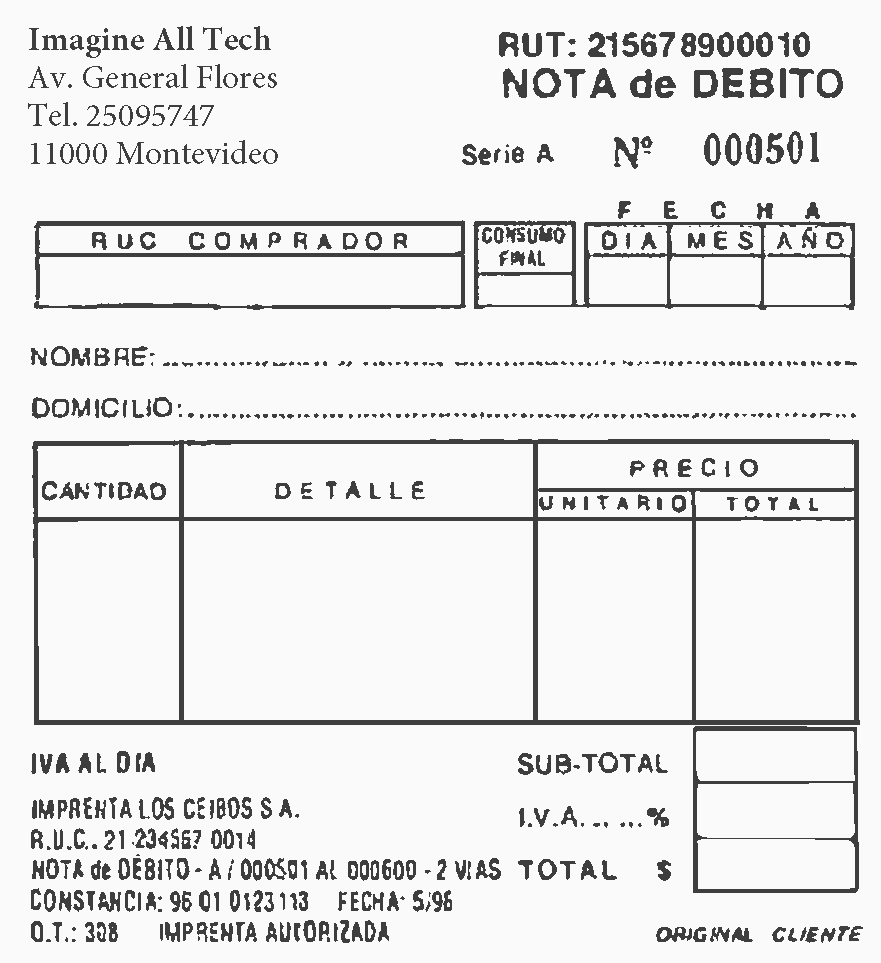 Imagine All Tech
Av. General Flores
Tel. 25095747
11000 Montevideo
RUT: 215678900010
NOTA de DEBITO
Serie A Nº 000501
FECHA
RUC COMPRADOR
CONSUMO FINAL
DIA MES AÑO
NOMBRE:
DOMICILIO:
CANTIDAD DETALLE PRECIO
UNITARIO TOTAL
IVA AL DIA
SUB-TOTAL
I.V.A. ... ... %
TOTAL $
IMPRENTA LOS CEIBOS S A.
R.U.C.. 21 234567 0014
NOTA de DÉBITO - A / 000501 AL 000600 - 2 VIAS
CONSTANCIA: 96 01 0123113 FECHA: 5/96
O.T.: 308 IMPRENTA AUTORIZADA
ORIGINAL CLIENTE